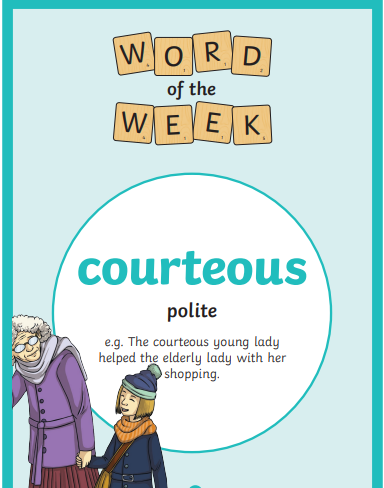 WORD
of the
WEEK
courteous
polite
e.g. The courteous young lady
helped the elderly lady with her
shopping.